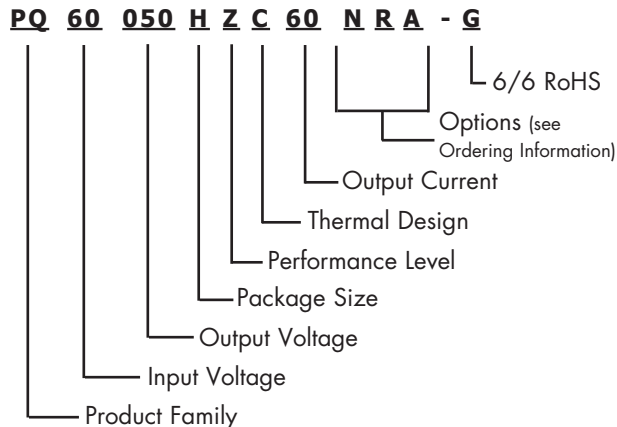 PQ 60 050 H Z C 60 N R A - G
6/6 RoHS
Options (see
Ordering Information)
Output Current
Thermal Design
Performance Level
Package Size
Output Voltage
Input Voltage
Product Family